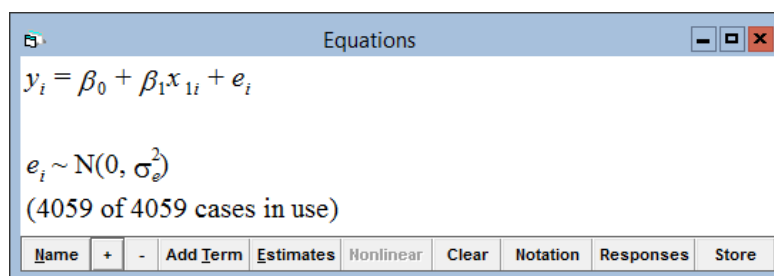 Equations
yᵢ = β₀ + β₁x₁ᵢ + eᵢ
eᵢ ~ N(0, σₑ²)
(4059 of 4059 cases in use)
Name + - Add Term Estimates Nonlinear Clear Notation Responses Store